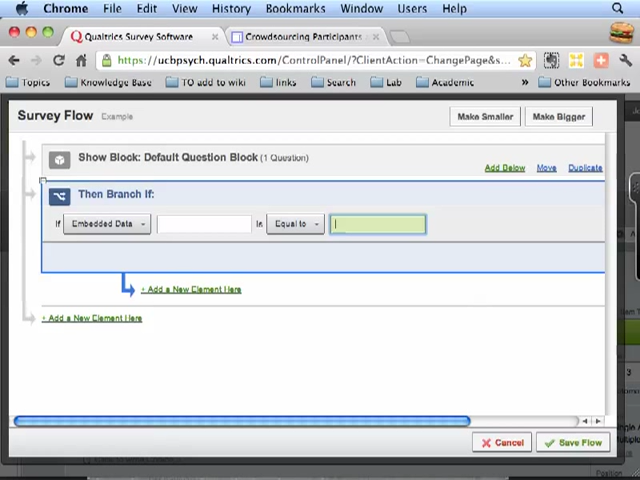 Chrome File Edit View History Bookmarks Window Users Help
Qualtrics Survey Software
Crowdsourcing Participants
https://ucbpsych.qualtrics.com/ControlPanel/?ClientAction=ChangePage&s...
Topics Knowledge Base TO add to wiki links Search Lab Academic » Other Bookmarks
Survey Flow Example
Make Smaller Make Bigger
Show Block: Default Question Block (1 Question)
Add Below Move Duplicate
Then Branch If:
If Embedded Data Is Equal to
+ Add a New Element Here
+ Add a New Element Here
Cancel Save Flow
Position